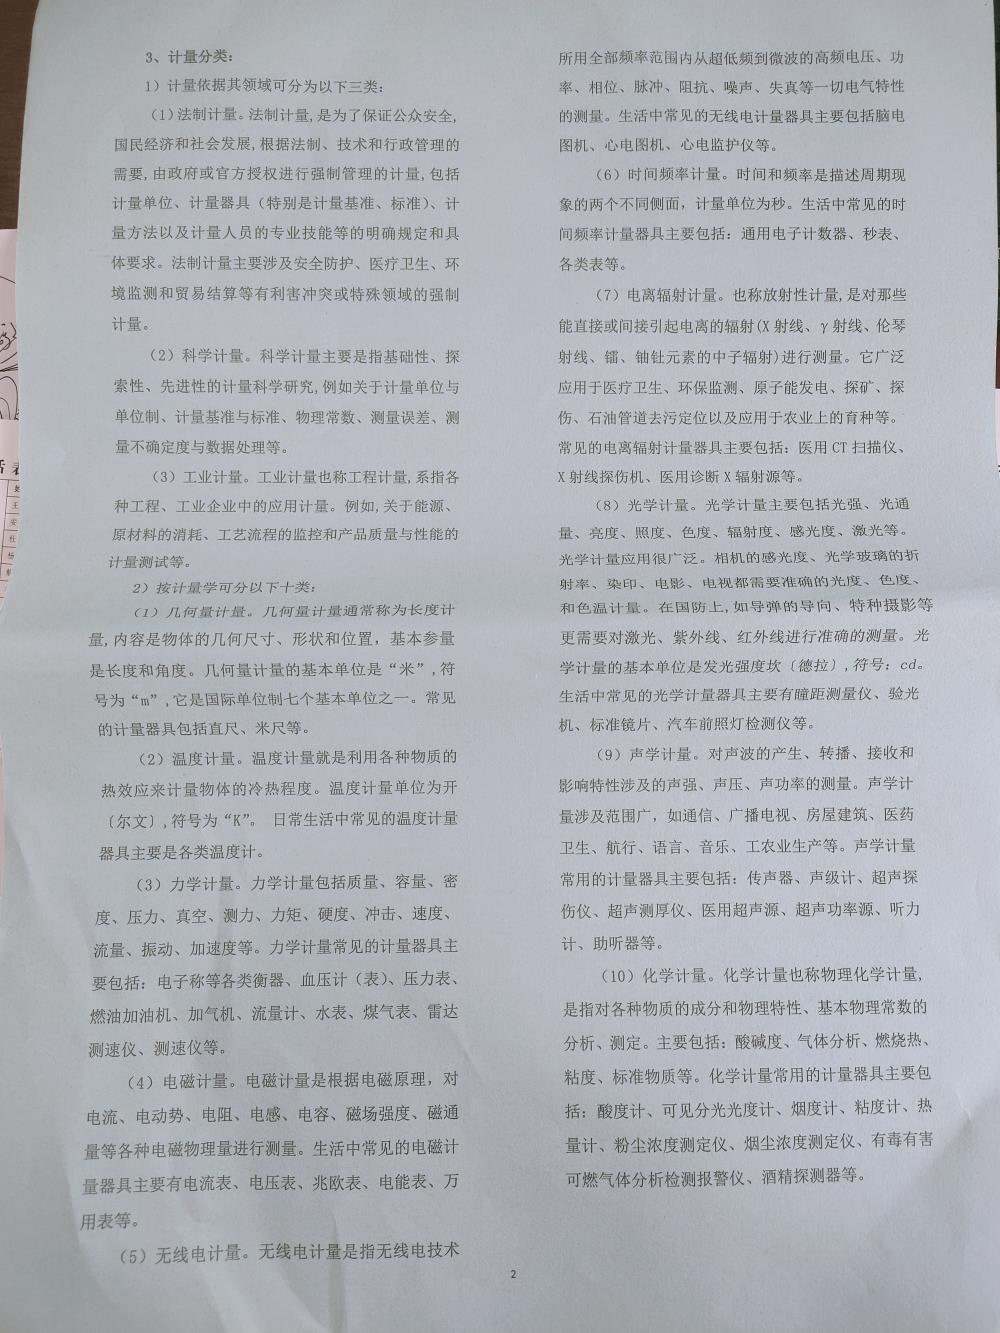 3、计量分类：
1）计量依据其领域可分为以下三类：
（1)法制计量。法制计量,是为了保证公众安全,
国民经济和社会发展,根据法制、技术和行政管理的
需要,由政府或官方授权进行强制管理的计量,包括
计量单位、计量器具（特别是计量基准、标准）、计
量方法以及计量人员的专业技能等的明确规定和具
体要求。法制计量主要涉及安全防护、医疗卫生、环
境监测和贸易结算等有利害冲突或特殊领域的强制
计量。
（2）科学计量。科学计量主要是指基础性、探
索性、先进性的计量科学研究,例如关于计量单位与
单位制、计量基准与标准、物理常数、测量误差、测
量不确定度与数据处理等。
（3）工业计量。工业计量也称工程计量,系指各
种工程、工业企业中的应用计量。例如,关于能源、
原材料的消耗、工艺流程的监控和产品质量与性能的
计量测试等。
2）按计量学可分以下十类：
（1）几何量计量。几何量计量通常称为长度计
量,内容是物体的几何尺寸、形状和位置，基本参量
是长度和角度。几何量计量的基本单位是“米”,符
号为“m”,它是国际单位制七个基本单位之一。常见
的计量器具包括直尺、米尺等。
（2）温度计量。温度计量就是利用各种物质的
热效应来计量物体的冷热程度。温度计量单位为开
〔尔文〕,符号为“K”。 日常生活中常见的温度计量
器具主要是各类温度计。
（3）力学计量。力学计量包括质量、容量、密
度、压力、真空、测力、力矩、硬度、冲击、速度、
流量、振动、加速度等。力学计量常见的计量器具主
要包括：电子称等各类衡器、血压计（表）、压力表、
燃油加油机、加气机、流量计、水表、煤气表、雷达
测速仪、测速仪等。
（4）电磁计量。电磁计量是根据电磁原理，对
电流、电动势、电阻、电感、电容、磁场强度、磁通
量等各种电磁物理量进行测量。生活中常见的电磁计
量器具主要有电流表、电压表、兆欧表、电能表、万
用表等。
（5）无线电计量。无线电计量是指无线电技术
所用全部频率范围内从超低频到微波的高频电压、功
率、相位、脉冲、阻抗、噪声、失真等一切电气特性
的测量。生活中常见的无线电计量器具主要包括脑电
图机、心电图机、心电监护仪等。
（6）时间频率计量。时间和频率是描述周期现
象的两个不同侧面，计量单位为秒。生活中常见的时
间频率计量器具主要包括：通用电子计数器、秒表、
各类表等。
（7）电离辐射计量。也称放射性计量,是对那些
能直接或间接引起电离的辐射(X 射线、γ 射线、伦琴
射线、镭、铀钍元素的中子辐射)进行测量。它广泛
应用于医疗卫生、环保监测、原子能发电、探矿、探
伤、石油管道去污定位以及应用于农业上的育种等。
常见的电离辐射计量器具主要包括：医用 CT 扫描仪、
X 射线探伤机、医用诊断 X 辐射源等。
（8）光学计量。光学计量主要包括光强、光通
量、亮度、照度、色度、辐射度、感光度、激光等。
光学计量应用很广泛。相机的感光度、光学玻璃的折
射率、染印、电影、电视都需要准确的光度、色度、
和色温计量。在国防上,如导弹的导向、特种摄影等
更需要对激光、紫外线、红外线进行准确的测量。光
学计量的基本单位是发光强度坎〔德拉〕,符号：cd。
生活中常见的光学计量器具主要有瞳距测量仪、验光
机、标准镜片、汽车前照灯检测仪等。
（9）声学计量。对声波的产生、转播、接收和
影响特性涉及的声强、声压、声功率的测量。声学计
量涉及范围广，如通信、广播电视、房屋建筑、医药
卫生、航行、语言、音乐、工农业生产等。声学计量
常用的计量器具主要包括：传声器、声级计、超声探
伤仪、超声测厚仪、医用超声源、超声功率源、听力
计、助听器等。
（10）化学计量。化学计量也称物理化学计量,
是指对各种物质的成分和物理特性、基本物理常数的
分析、测定。主要包括：酸碱度、气体分析、燃烧热、
粘度、标准物质等。化学计量常用的计量器具主要包
括：酸度计、可见分光光度计、烟度计、粘度计、热
量计、粉尘浓度测定仪、烟尘浓度测定仪、有毒有害
可燃气体分析检测报警仪、酒精探测器等。
2